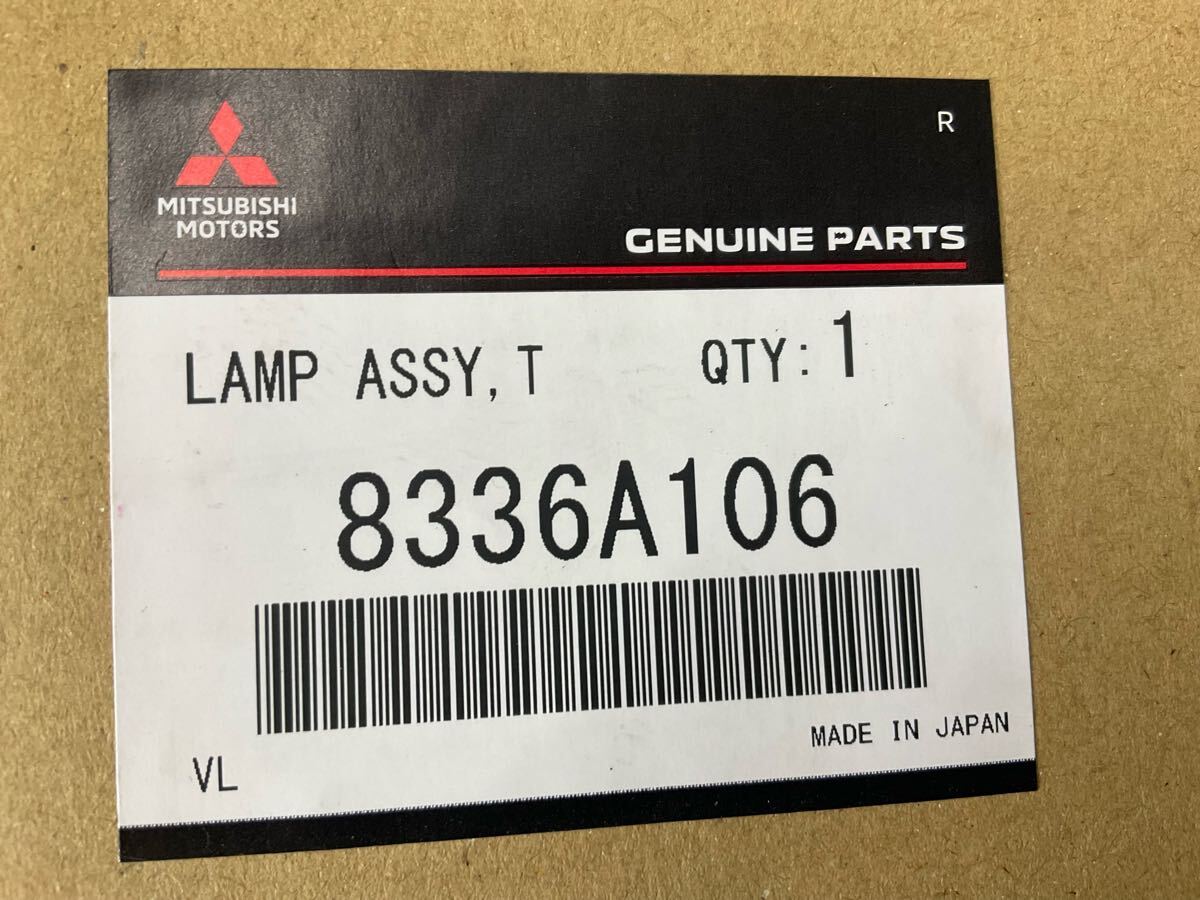 R
MITSUBISHI
MOTORS
GENUINE PARTS
LAMP ASSY, T QTY: 1
8336A106
MADE IN JAPAN
VL